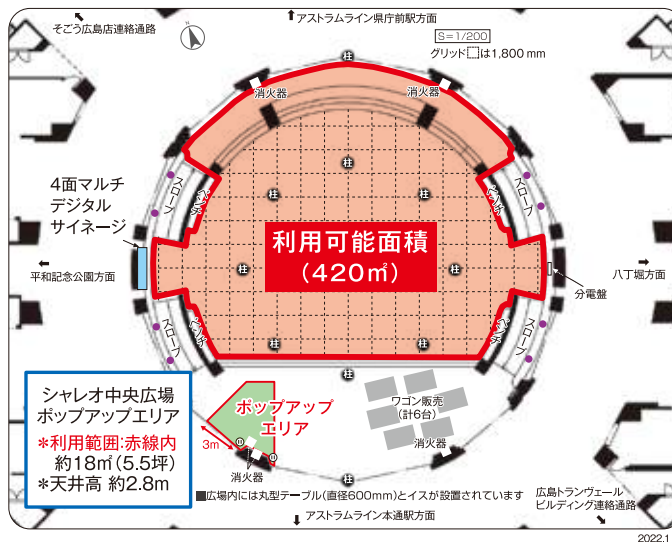 そごう広島店連絡通路
アストラムライン県庁前駅方面
N
S=1/200
グリッド□は1,800mm
柱
消火器
消火器
柱
スロープ
ベンチ
ベンチ
スロープ
柱
柱
4面マルチ
デジタル
サイネージ
利用可能面積
(420㎡)
柱
柱
平和記念公園方面
八丁堀方面
分電盤
スロープ
ベンチ
ベンチ
スロープ
柱
柱
柱
シャレオ中央広場
ポップアップエリア
*利用範囲:赤線内
約18㎡(5.5坪)
*天井高 約2.8m
ポップアップ
エリア
3m
消火器
ワゴン販売
(計6台)
消火器
柱
■広場内には丸型テーブル(直径600mm)とイスが設置されています
アストラムライン本通駅方面
広島トランヴェール
ビルディング連絡通路
2022.1